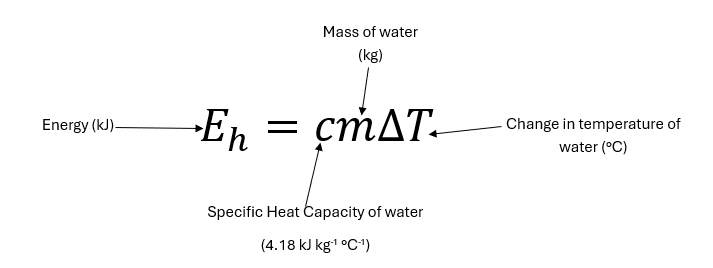 Mass of water
(kg)
Energy (kJ)
E_h = cmΔT
Change in temperature of
water (°C)
Specific Heat Capacity of water
(4.18 kJ kg⁻¹ °C⁻¹)